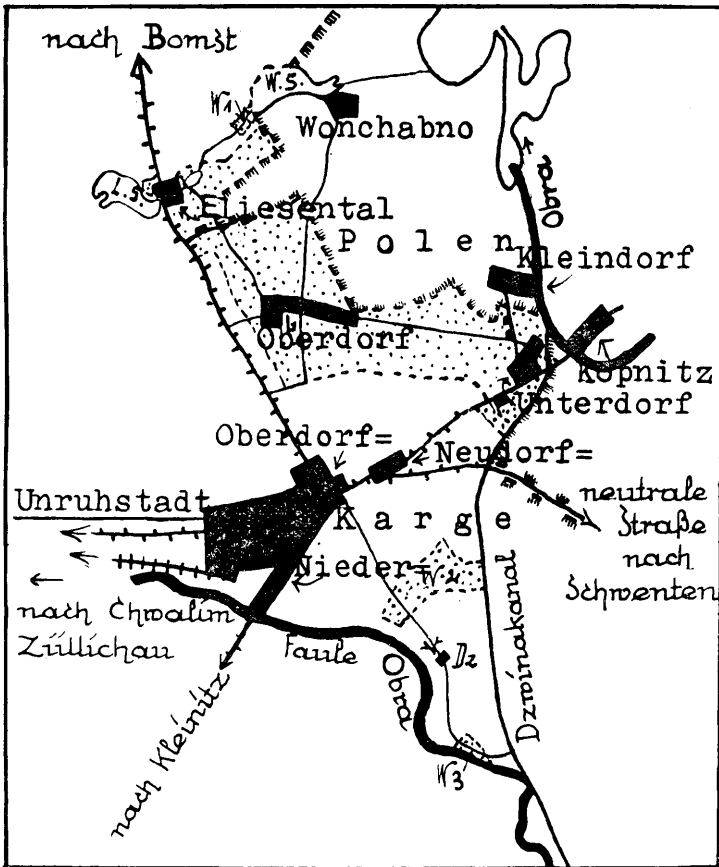 nach Bomst
W.S.
W1
Wonchabno
L.S.
Eliesental
Polen
Obra
Kleindorf
Oberdorf
Köpnitz
Unterdorf
Oberdorf=
Neudorf=
Unruhstadt
Karge
neutrale
Straße
nach
Schwenten
Nieder=
W2
nach Chwalim
Züllichau
Faule
Obra
Dz
W3
Dzwinakanal
nach Kleinitz